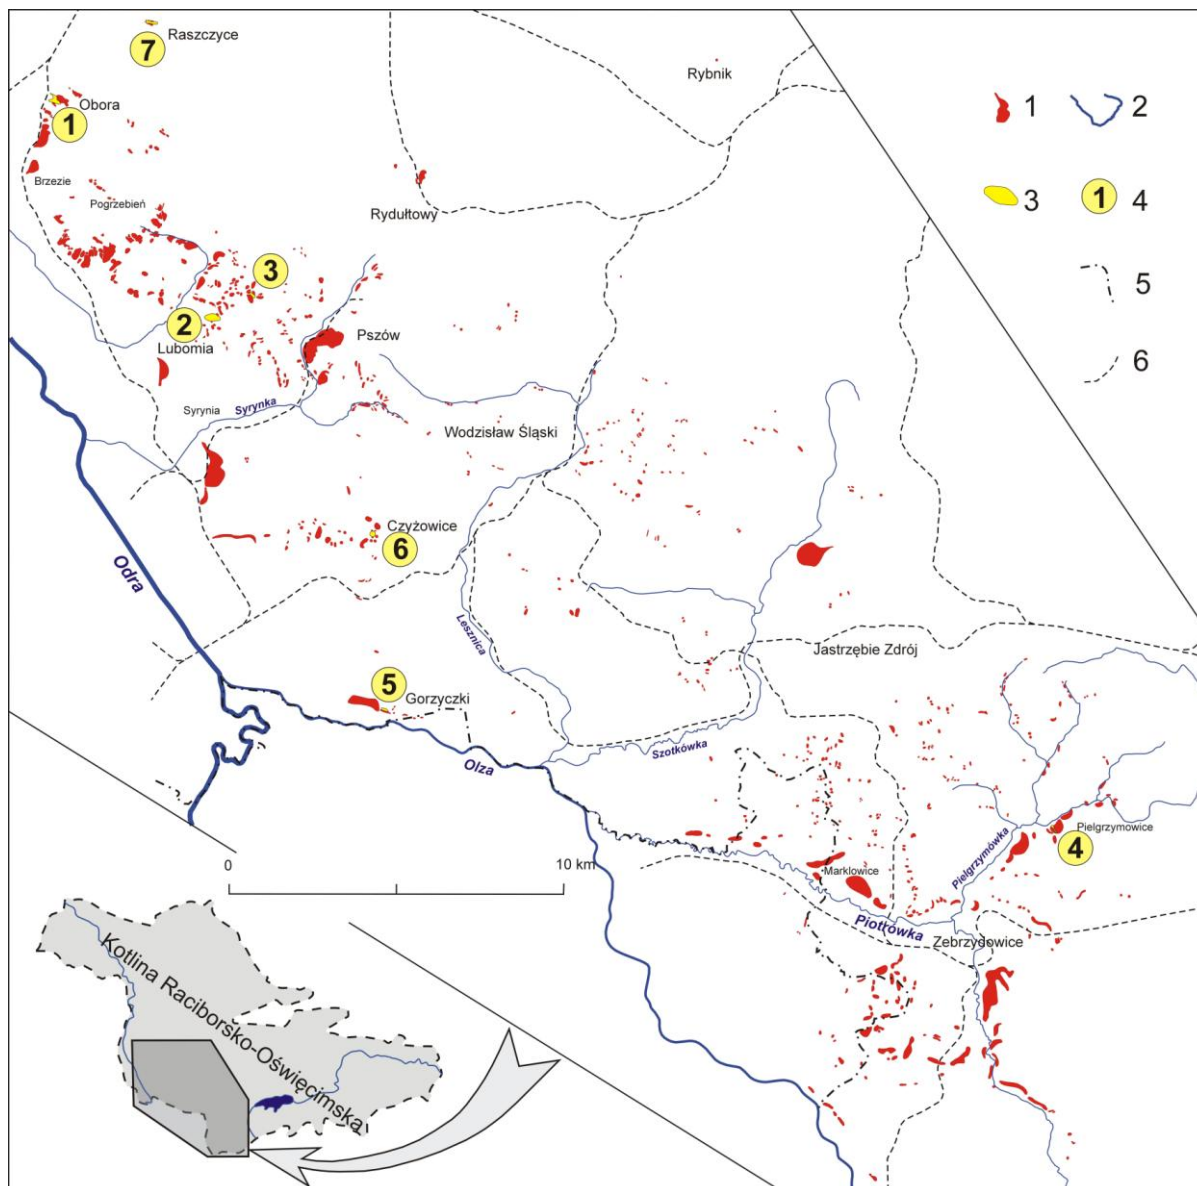 Raszczyce
7
Rybnik
Obora
1
1
2
Brzezie
Pogrzebień
3
1
4
Rydułtowy
3
5
2
Lubomia
Pszów
6
Syrynia
Syrynka
Wodzisław Śląski
Czyżowice
6
Odra
Lesznica
Jastrzębie Zdrój
5
Gorzyczki
Szotkówka
Olza
Pielgrzymowice
4
Pielgrzymówka
0
10 km
Marklowice
Piotrówka
Zebrzydowice
Kotlina Raciborsko-Oświęcimska